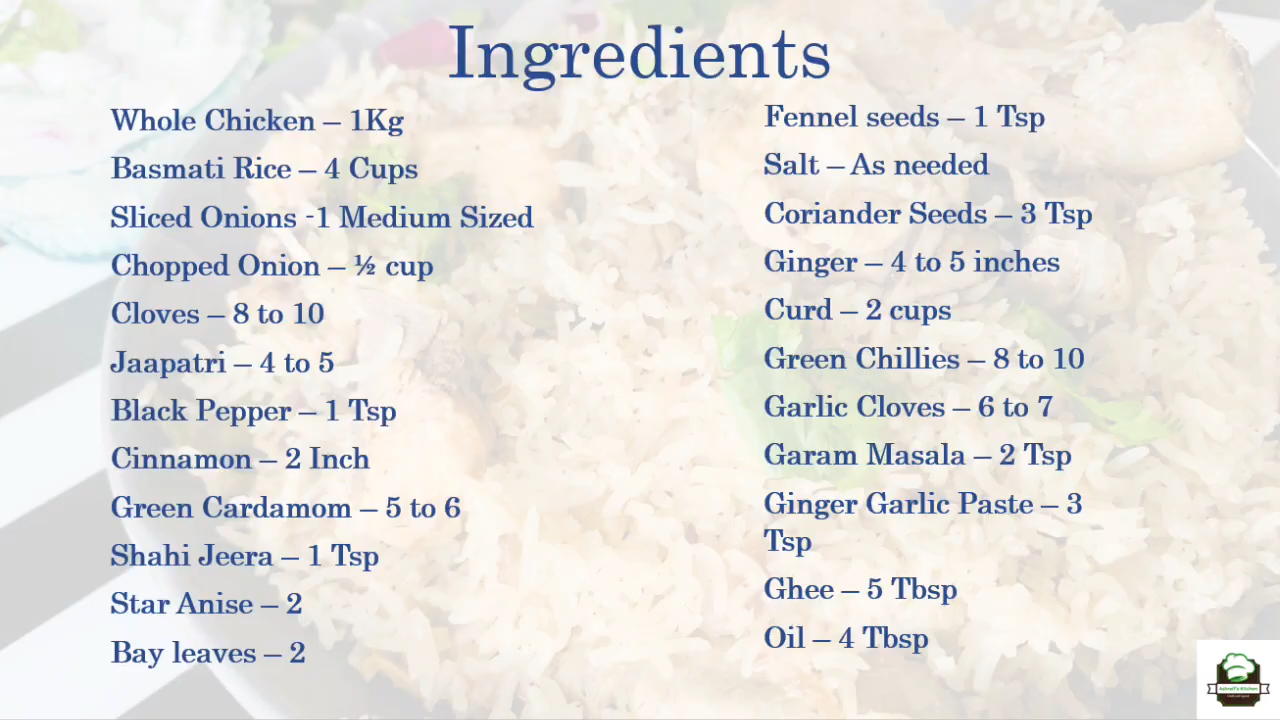 Ingredients
Whole Chicken – 1Kg
Basmati Rice – 4 Cups
Sliced Onions -1 Medium Sized
Chopped Onion – ½ cup
Cloves – 8 to 10
Jaapatri – 4 to 5
Black Pepper – 1 Tsp
Cinnamon – 2 Inch
Green Cardamom – 5 to 6
Shahi Jeera – 1 Tsp
Star Anise – 2
Bay leaves – 2
Fennel seeds – 1 Tsp
Salt – As needed
Coriander Seeds – 3 Tsp
Ginger – 4 to 5 inches
Curd – 2 cups
Green Chillies – 8 to 10
Garlic Cloves – 6 to 7
Garam Masala – 2 Tsp
Ginger Garlic Paste – 3
Tsp
Ghee – 5 Tbsp
Oil – 4 Tbsp